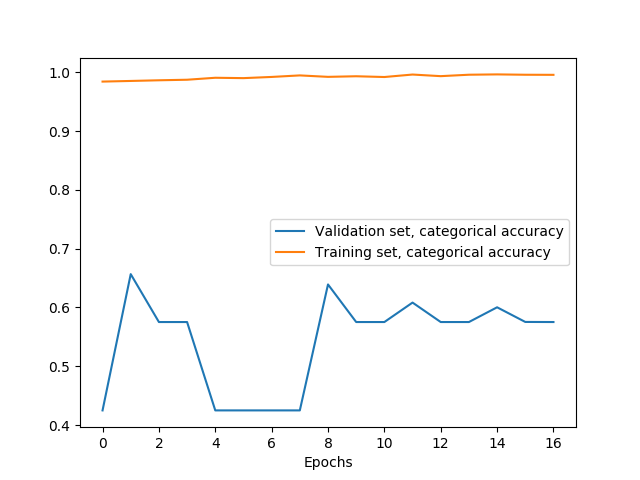 1.0
0.9
0.8
0.7
0.6
0.5
0.4
Validation set, categorical accuracy
Training set, categorical accuracy
0 2 4 6 8 10 12 14 16
Epochs